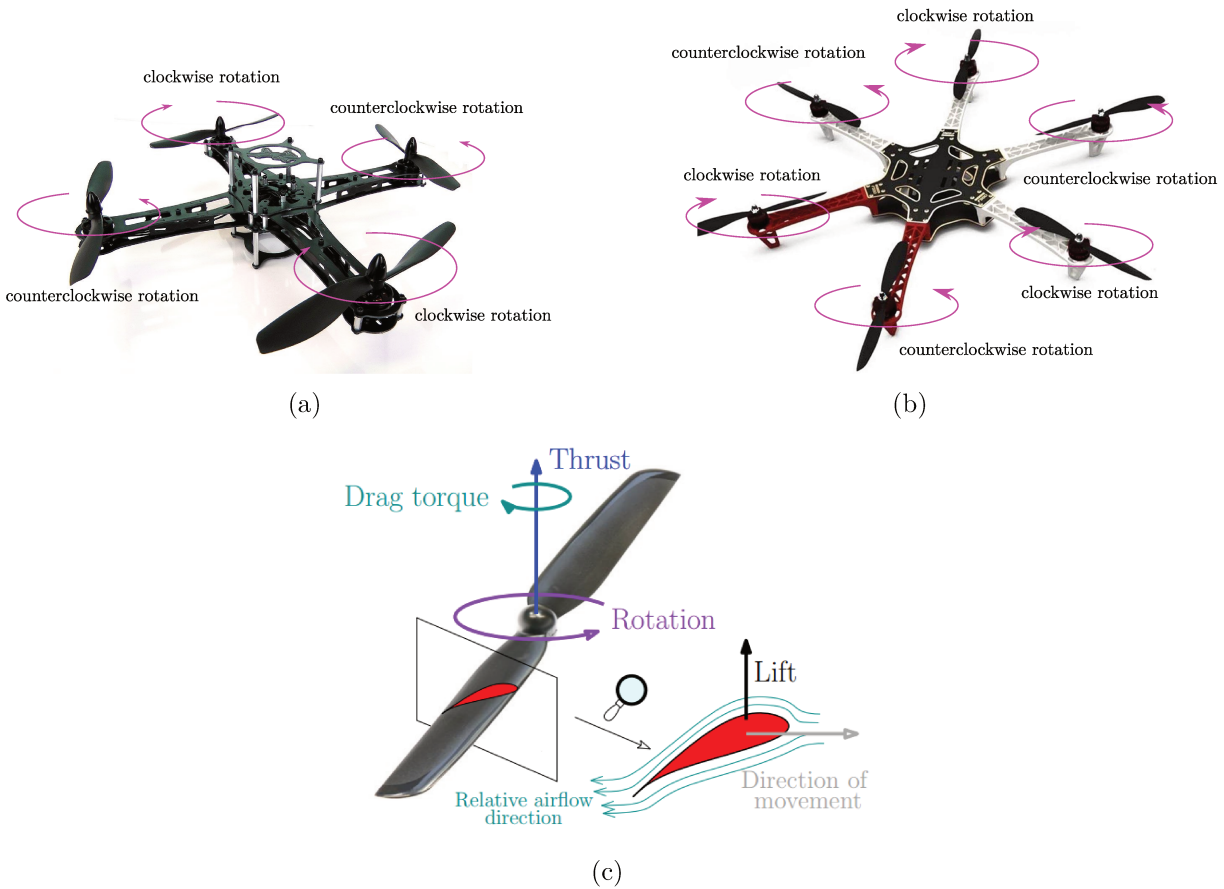 clockwise rotation
counterclockwise rotation
counterclockwise rotation
clockwise rotation
(a)
clockwise rotation
counterclockwise rotation
clockwise rotation
counterclockwise rotation
clockwise rotation
counterclockwise rotation
(b)
Thrust
Drag torque
Rotation
Lift
Direction of
movement
Relative airflow
direction
(c)